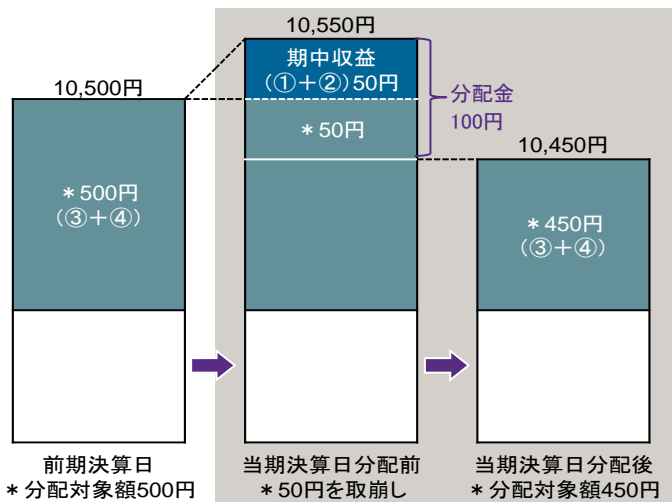 10,500円
＊500円
（③＋④）
前期決算日
＊分配対象額500円
10,550円
期中収益
（①＋②）50円
＊50円
分配金
100円
当期決算日分配前
＊50円を取崩し
10,450円
＊450円
（③＋④）
当期決算日分配後
＊分配対象額450円